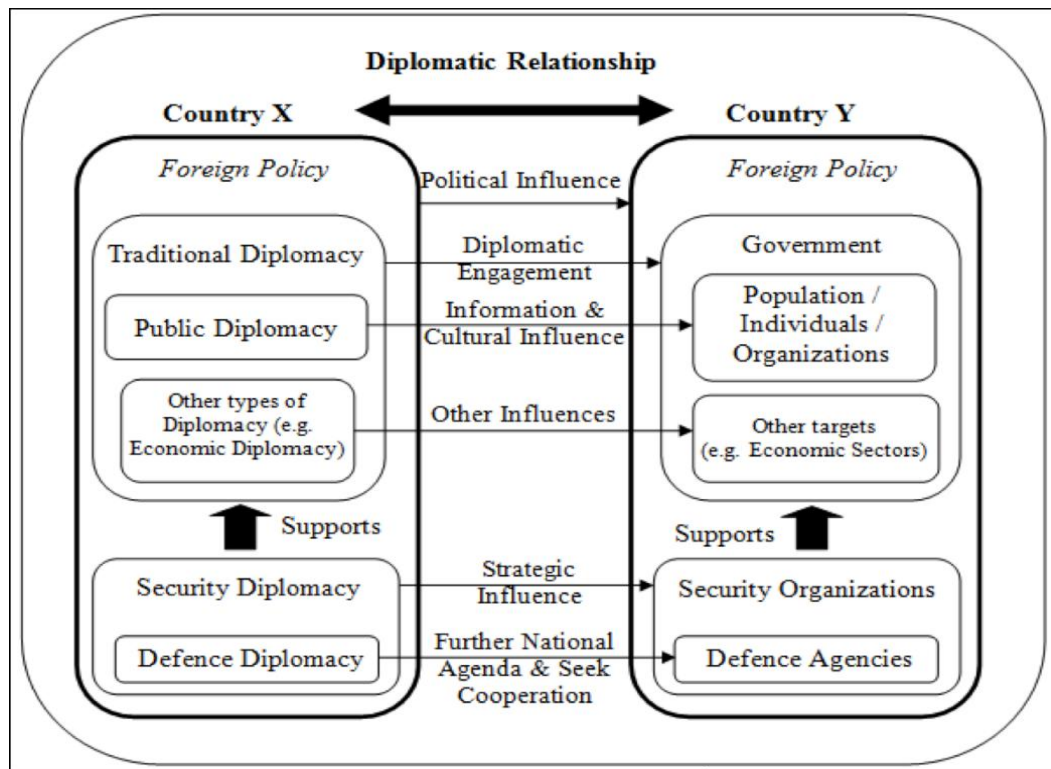 Diplomatic Relationship
Country X
Country Y
Foreign Policy
Foreign Policy
Political Influence
Traditional Diplomacy
Diplomatic
Engagement
Government
Public Diplomacy
Information &
Cultural Influence
Population /
Individuals /
Organizations
Other types of
Diplomacy (e.g.
Economic Diplomacy)
Other Influences
Other targets
(e.g. Economic Sectors)
Supports
Supports
Security Diplomacy
Strategic
Influence
Security Organizations
Defence Diplomacy
Further National
Agenda & Seek
Cooperation
Defence Agencies